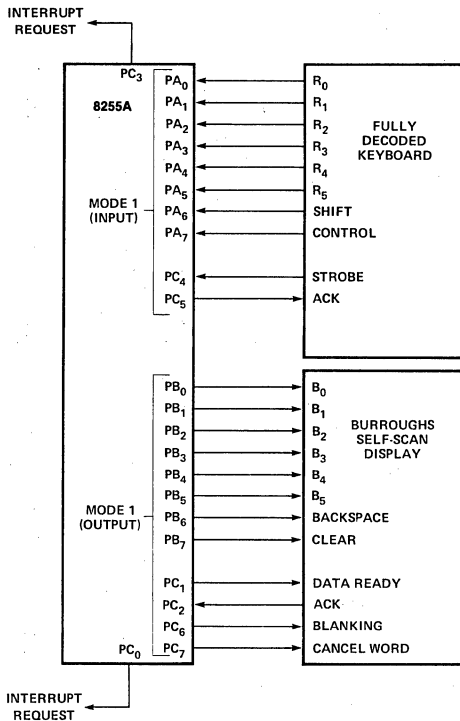 INTERRUPT
REQUEST
PC3
8255A
MODE 1
(INPUT)
PA0 R0
PA1 R1
PA2 R2
PA3 R3
PA4 R4
PA5 R5
PA6 SHIFT
PA7 CONTROL
PC4 STROBE
PC5 ACK
FULLY
DECODED
KEYBOARD
MODE 1
(OUTPUT)
PB0 B0
PB1 B1
PB2 B2
PB3 B3
PB4 B4
PB5 B5
PB6 BACKSPACE
PB7 CLEAR
PC1 DATA READY
PC2 ACK
PC6 BLANKING
PC7 CANCEL WORD
BURROUGHS
SELF-SCAN
DISPLAY
PC0
INTERRUPT
REQUEST